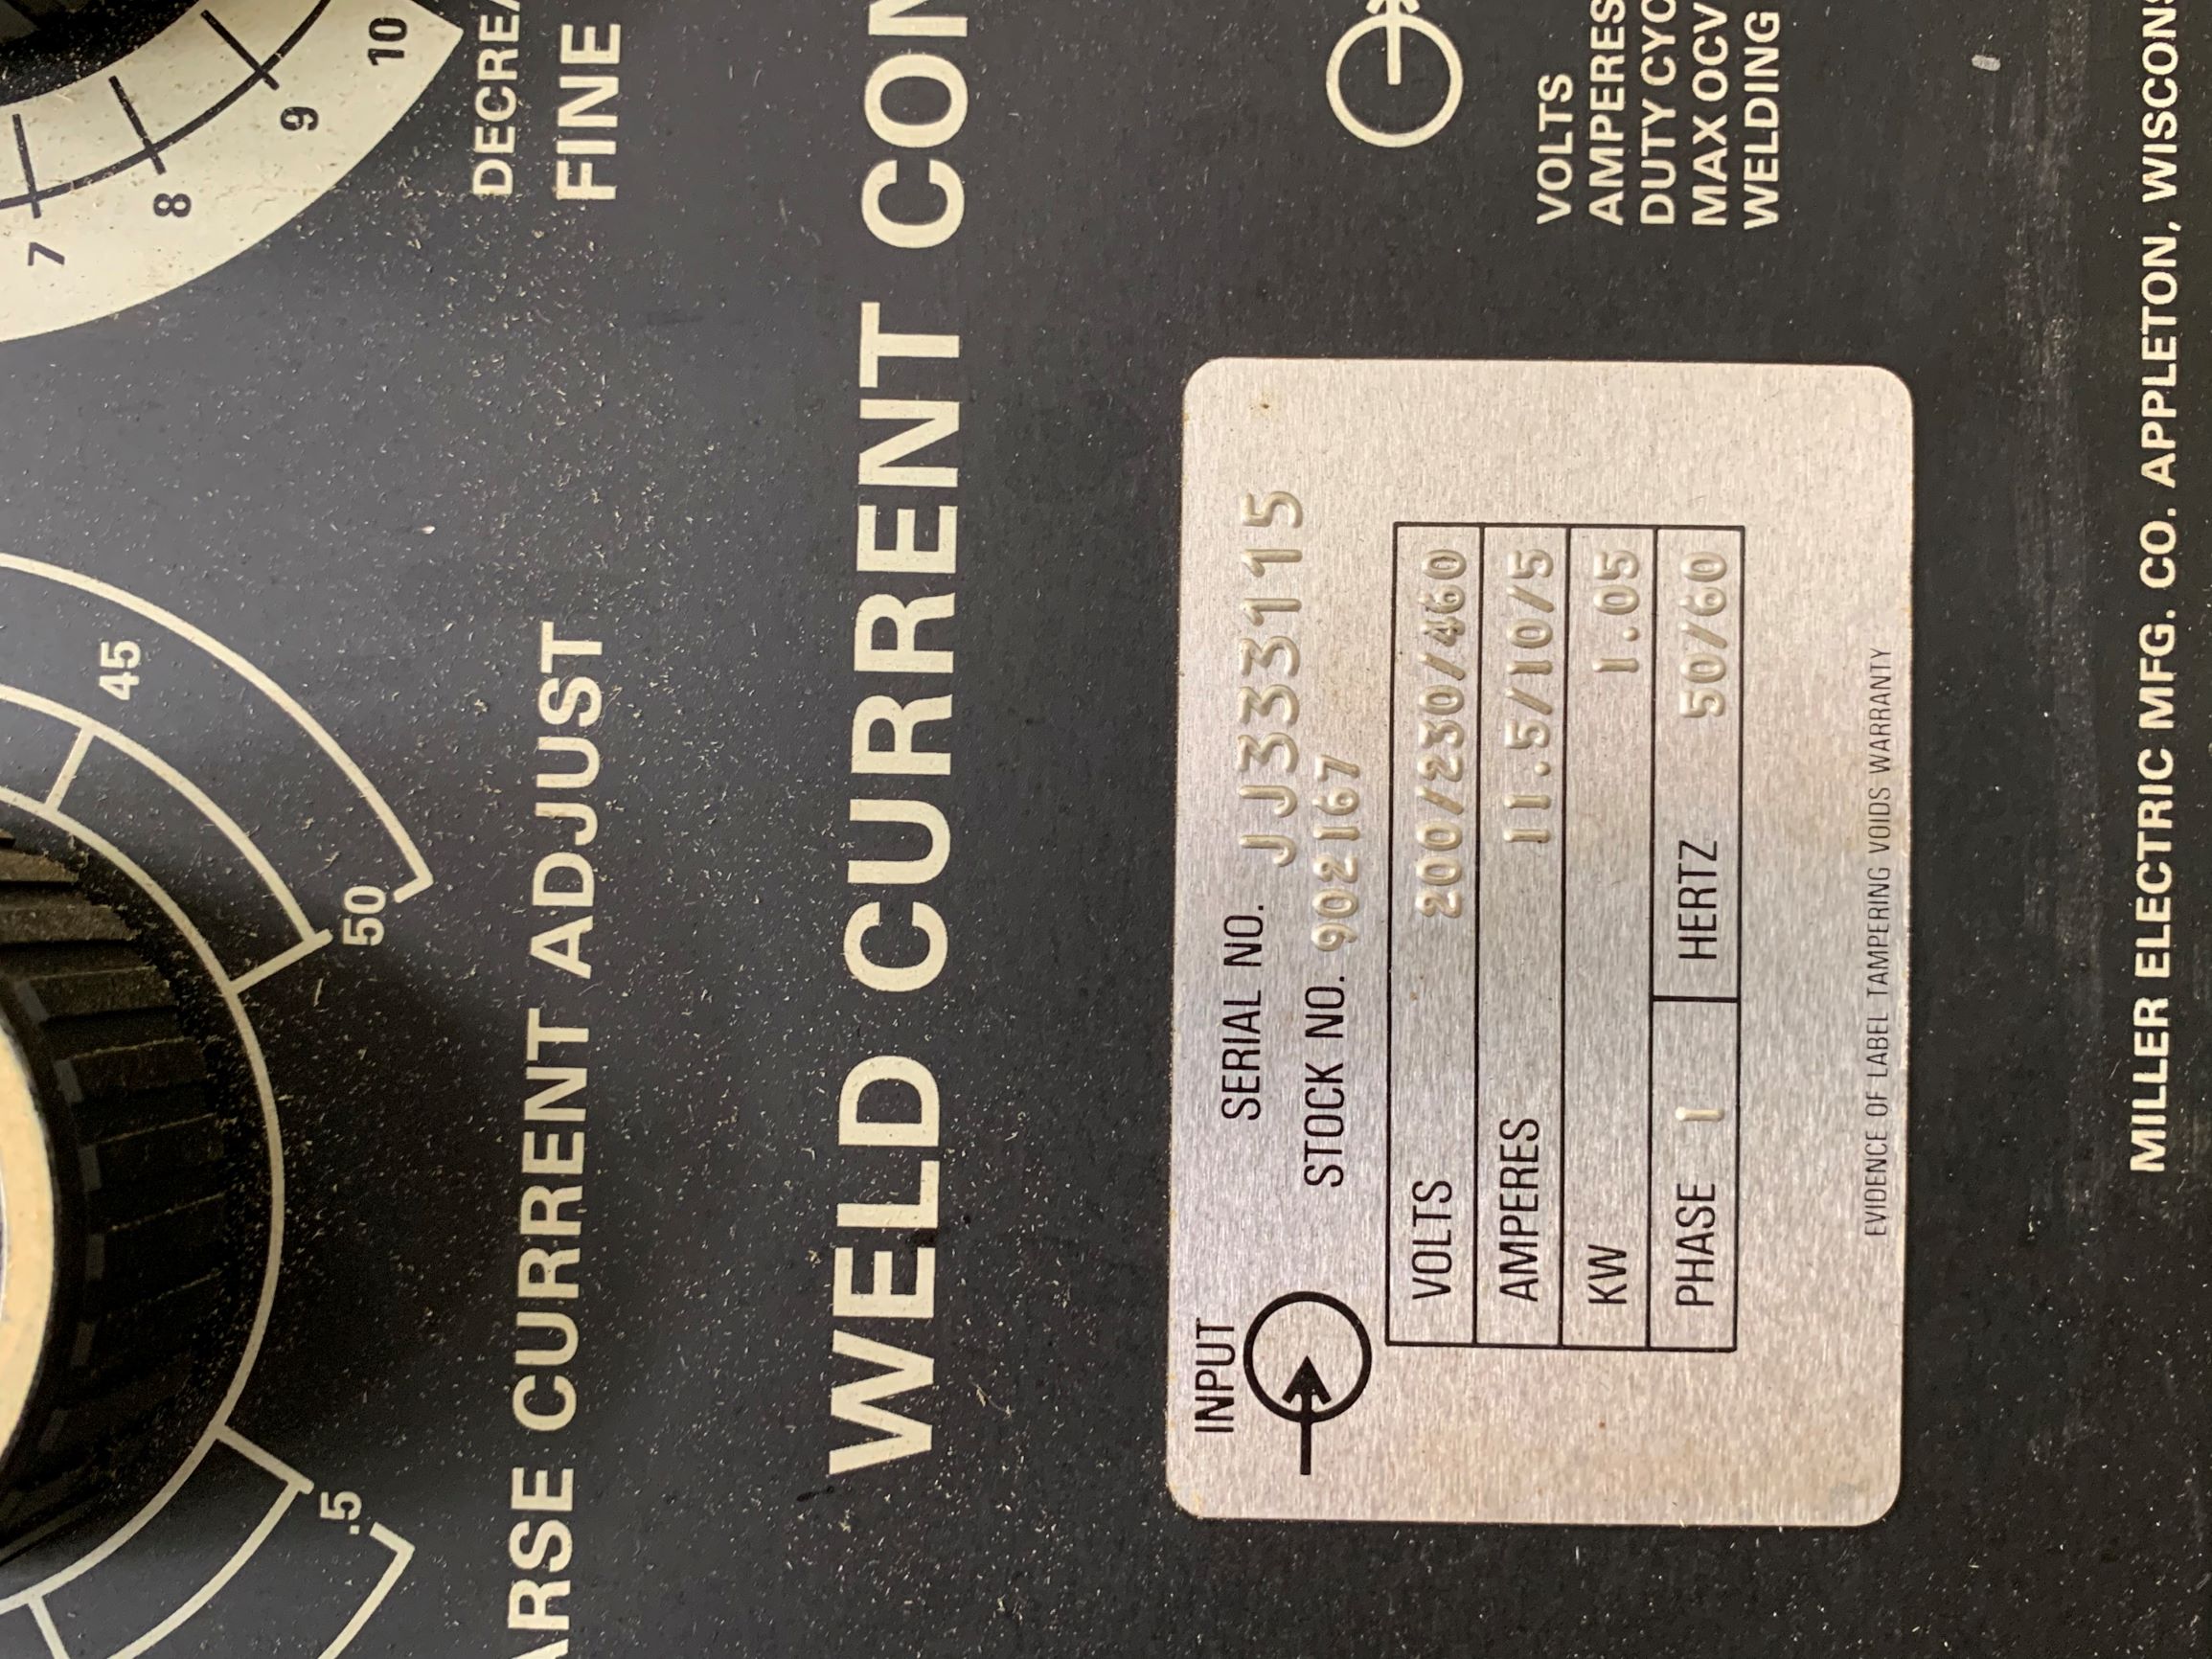 7
8
9
10
DECREA
FINE
45
50
.5
ARSE CURRENT ADJUST
WELD CURRENT CON
INPUT
SERIAL NO. JJ333115
STOCK NO. 902167
VOLTS 200/230/460
AMPERES 11.5/10/5
KW 1.05
PHASE 1 HERTZ 50/60
EVIDENCE OF LABEL TAMPERING VOIDS WARRANTY
VOLTS
AMPERES
DUTY CYC
MAX OCV
WELDING
MILLER ELECTRIC MFG. CO. APPLETON, WISCONS